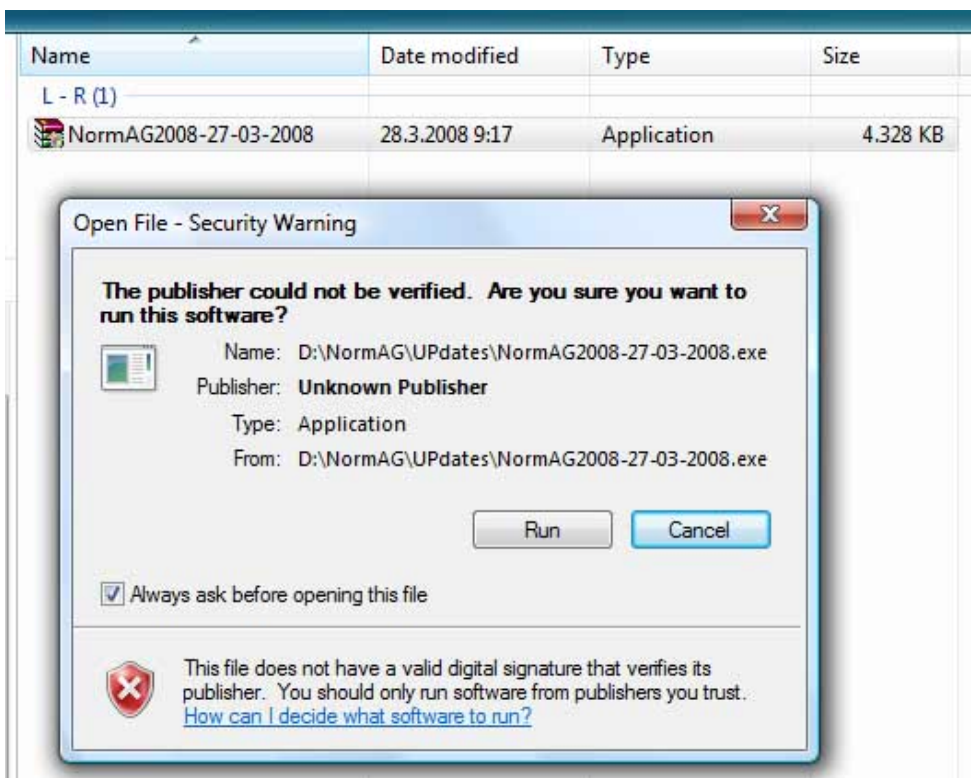 Name Date modified Type Size
L - R (1)
NormAG2008-27-03-2008 28.3.2008 9:17 Application 4.328 KB
Open File - Security Warning
The publisher could not be verified. Are you sure you want to
run this software?
Name: D:\NormAG\UPdates\NormAG2008-27-03-2008.exe
Publisher: Unknown Publisher
Type: Application
From: D:\NormAG\UPdates\NormAG2008-27-03-2008.exe
Run Cancel
Always ask before opening this file
This file does not have a valid digital signature that verifies its
publisher. You should only run software from publishers you trust.
How can I decide what software to run?